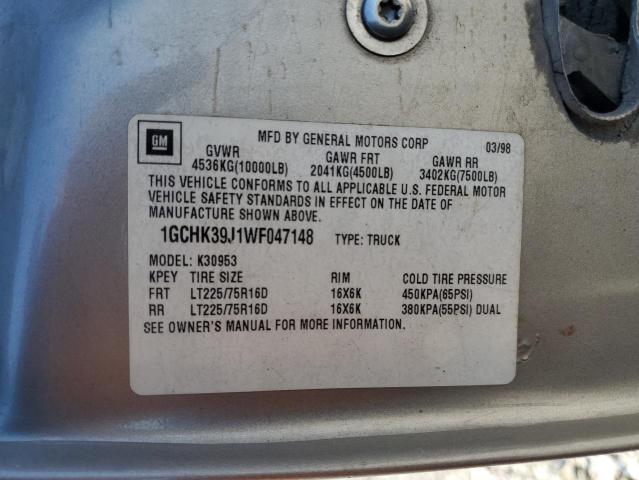 GM
MFD BY GENERAL MOTORS CORP 03/98
GVWR GAWR FRT GAWR RR
4536KG(10000LB) 2041KG(4500LB) 3402KG(7500LB)
THIS VEHICLE CONFORMS TO ALL APPLICABLE U.S. FEDERAL MOTOR
VEHICLE SAFETY STANDARDS IN EFFECT ON THE DATE OF
MANUFACTURE SHOWN ABOVE.
1GCHK39J1WF047148 TYPE: TRUCK
MODEL: K30953
KPEY TIRE SIZE RIM COLD TIRE PRESSURE
FRT LT225/75R16D 16X6K 450KPA(65PSI)
RR LT225/75R16D 16X6K 380KPA(55PSI) DUAL
SEE OWNER'S MANUAL FOR MORE INFORMATION.